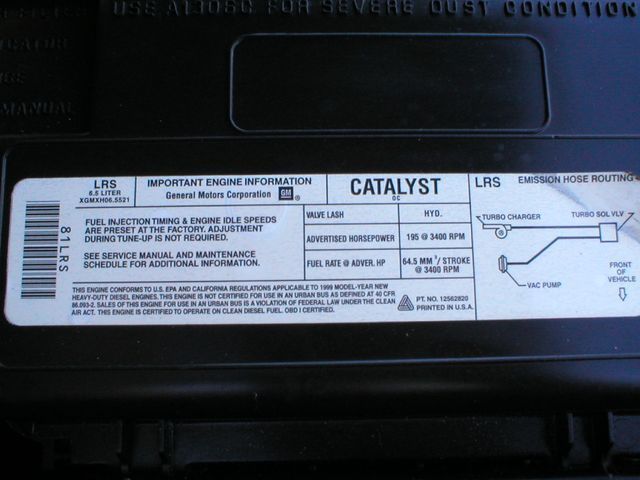 USE A1306C FOR SEVERE DUST CONDITION
MANUAL
81LRS
LRS
6.5 LITER
XGMXH06.5521
IMPORTANT ENGINE INFORMATION
General Motors Corporation GM ®
CATALYST
OC
FUEL INJECTION TIMING & ENGINE IDLE SPEEDS
ARE PRESET AT THE FACTORY. ADJUSTMENT
DURING TUNE-UP IS NOT REQUIRED.
SEE SERVICE MANUAL AND MAINTENANCE
SCHEDULE FOR ADDITIONAL INFORMATION.
VALVE LASH HYD.
ADVERTISED HORSEPOWER 195 @ 3400 RPM
FUEL RATE @ ADVER. HP 64.5 MM³/ STROKE
@ 3400 RPM
THIS ENGINE CONFORMS TO U.S. EPA AND CALIFORNIA REGULATIONS APPLICABLE TO 1999 MODEL-YEAR NEW
HEAVY-DUTY DIESEL ENGINES. THIS ENGINE IS NOT CERTIFIED FOR USE IN AN URBAN BUS AS DEFINED AT 40 CFR
86.093-2. SALES OF THIS ENGINE FOR USE IN AN URBAN BUS IS A VIOLATION OF FEDERAL LAW UNDER THE CLEAN
AIR ACT. THIS ENGINE IS CERTIFIED TO OPERATE ON CLEAN DIESEL FUEL. OBD I CERTIFIED.
PT. NO. 12562820
PRINTED IN U.S.A.
LRS EMISSION HOSE ROUTING
TURBO CHARGER
TURBO SOL VLV
VAC PUMP
FRONT
OF
VEHICLE